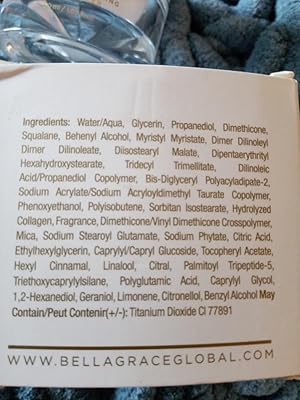 Ingredients: Water/Aqua, Glycerin, Propanediol, Dimethicone,
Squalane, Behenyl Alcohol, Myristyl Myristate, Dimer Dilinoleyl
Dimer Dilinoleate, Diisostearyl Malate, Dipentaerythrityl
Hexahydroxystearate, Tridecyl Trimellitate, Dilinoleic
Acid/Propanediol Copolymer, Bis-Diglyceryl Polyacyladipate-2,
Sodium Acrylate/Sodium Acryloyldimethyl Taurate Copolymer,
Phenoxyethanol, Polyisobutene, Sorbitan Isostearate, Hydrolyzed
Collagen, Fragrance, Dimethicone/Vinyl Dimethicone Crosspolymer,
Mica, Sodium Stearoyl Glutamate, Sodium Phytate, Citric Acid,
Ethylhexylglycerin, Caprylyl/Capryl Glucoside, Tocopheryl Acetate,
Hexyl Cinnamal, Linalool, Citral, Palmitoyl Tripeptide-5,
Triethoxycaprylylsilane, Polyglutamic Acid, Caprylyl Glycol,
1,2-Hexanediol, Geraniol, Limonene, Citronellol, Benzyl Alcohol May
Contain/Peut Contenir(+/-): Titanium Dioxide CI 77891
WWW.BELLAGRACEGLOBAL.COM